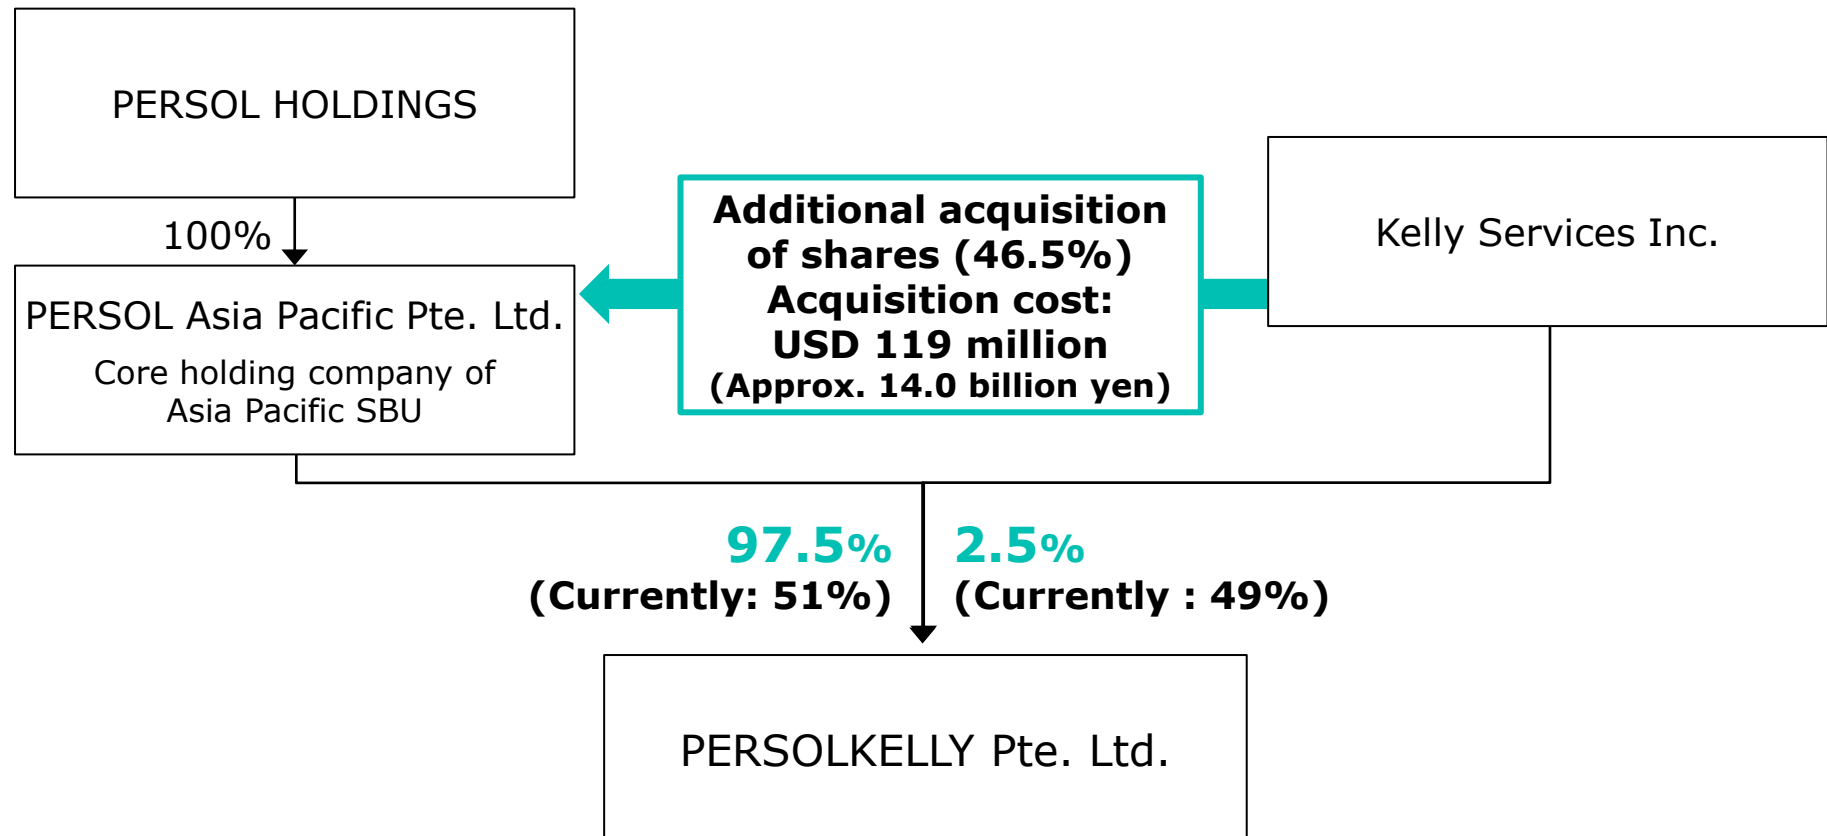 PERSOL HOLDINGS
100%
PERSOL Asia Pacific Pte. Ltd.
Core holding company of
Asia Pacific SBU
Additional acquisition
of shares (46.5%)
Acquisition cost:
USD 119 million
(Approx. 14.0 billion yen)
Kelly Services Inc.
97.5%
(Currently: 51%)
2.5%
(Currently : 49%)
PERSOLKELLY Pte. Ltd.